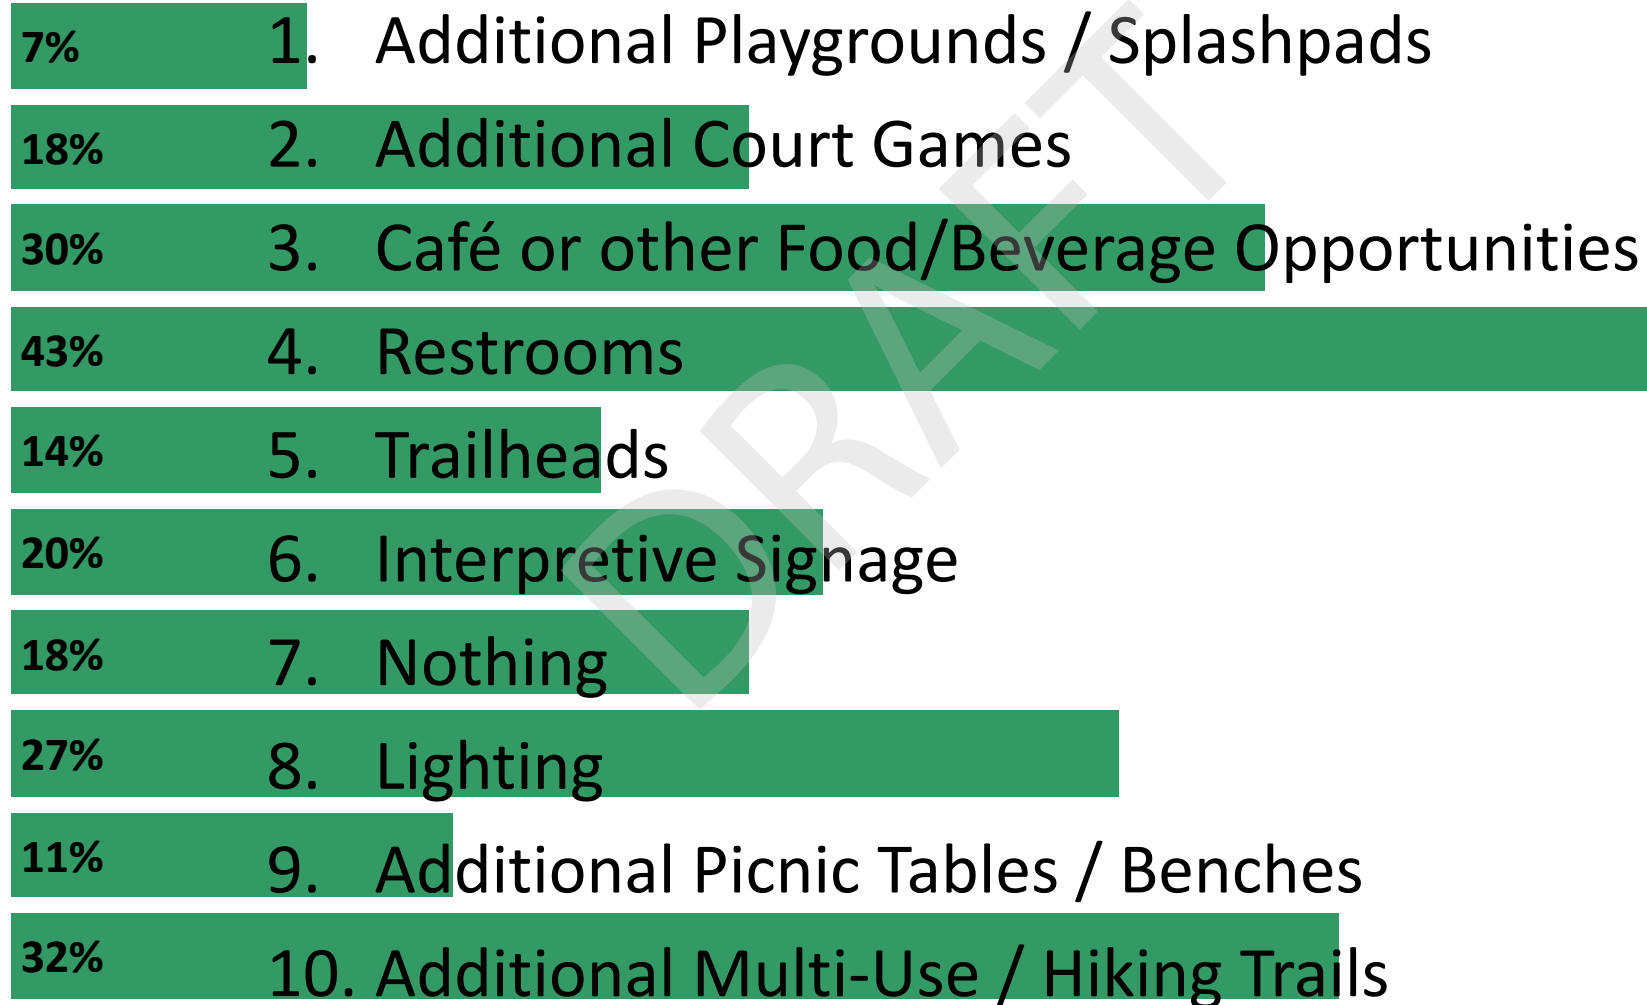 7% 1. Additional Playgrounds / Splashpads
18% 2. Additional Court Games
30% 3. Café or other Food/Beverage Opportunities
43% 4. Restrooms
14% 5. Trailheads
20% 6. Interpretive Signage
18% 7. Nothing
27% 8. Lighting
11% 9. Additional Picnic Tables / Benches
32% 10. Additional Multi-Use / Hiking Trails
DRAFT